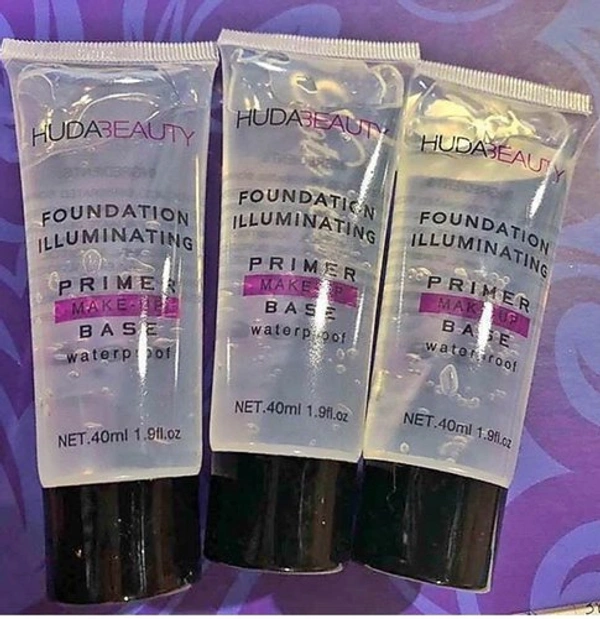 HUDABEAUTY
FOUNDATION
ILLUMINATING
PRIMER
MAKE-UP
BASE
waterproof
NET.40ml 1.9fl.oz
HUDABEAUTY
FOUNDATION
ILLUMINATING
PRIMER
MAKE-UP
BASE
waterproof
NET.40ml 1.9fl.oz
HUDABEAUTY
FOUNDATION
ILLUMINATING
PRIMER
MAKE-UP
BASE
waterproof
NET.40ml 1.9fl.oz